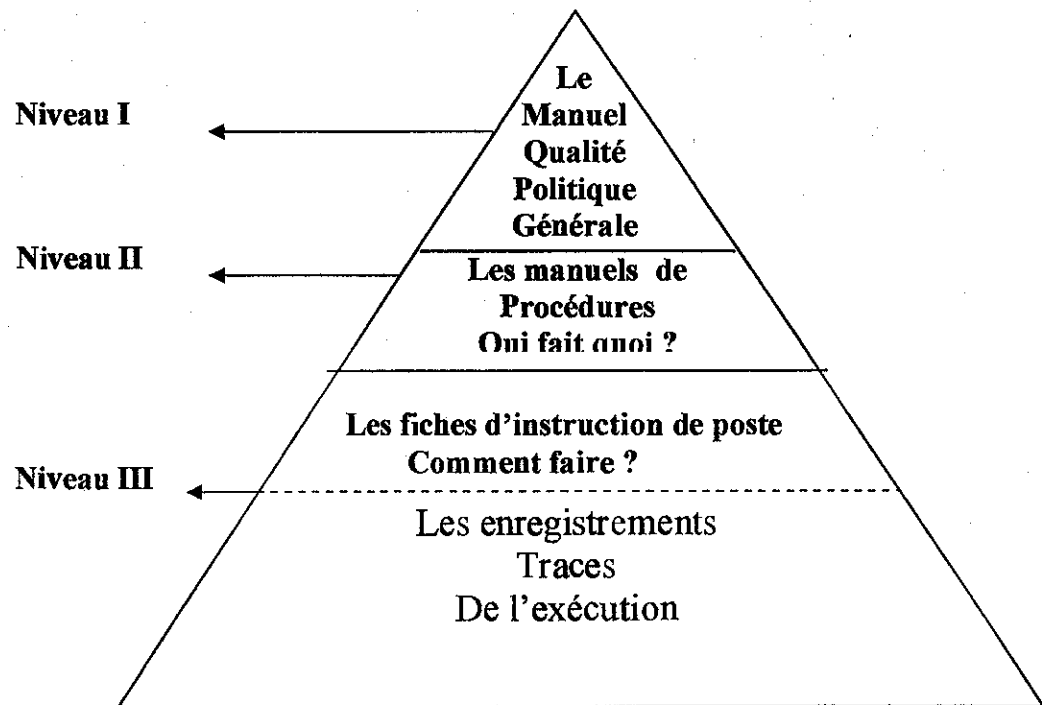 Le
Niveau I
Manuel
Qualité
Politique
Générale
Niveau II
Les manuels de
Procédures
Qui fait quoi ?
Les fiches d'instruction de poste
Comment faire ?
Niveau III
Les enregistrements
Traces
De l'exécution